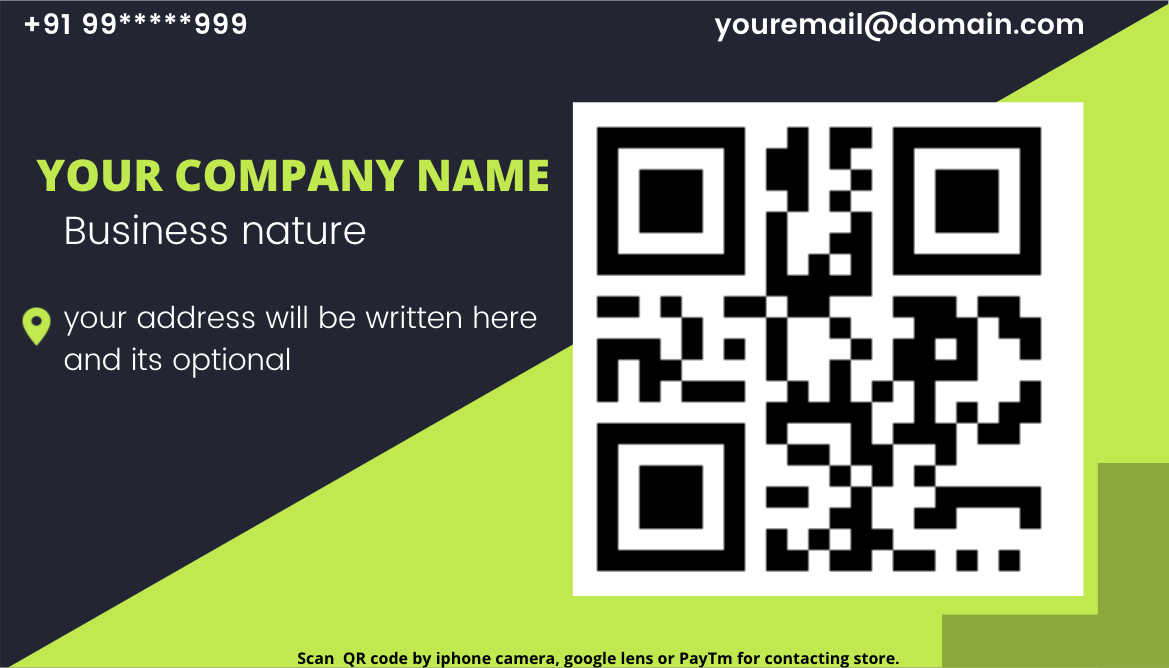 +91 99*****999
youremail@domain.com
YOUR COMPANY NAME
Business nature
your address will be written here
and its optional
Scan  QR code by iphone camera, google lens or PayTm for contacting store.